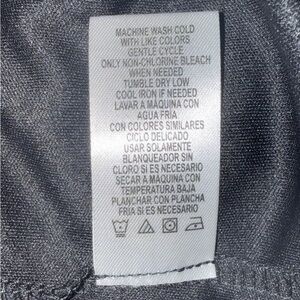 MACHINE WASH COLD
WITH LIKE COLORS
GENTLE CYCLE
ONLY NON-CHLORINE BLEACH
WHEN NEEDED
TUMBLE DRY LOW
COOL IRON IF NEEDED
LAVAR A MÁQUINA CON
AGUA FRIA
CON COLORES SIMILARES
CICLO DELICADO
USAR SOLAMENTE
BLANQUEADOR SIN
CLORO SI ES NECESARIO
SECAR A MÁQUINA CON
TEMPERATURA BAJA
PLANCHAR CON PLANCHA
FRIA SI ES NECESARIO